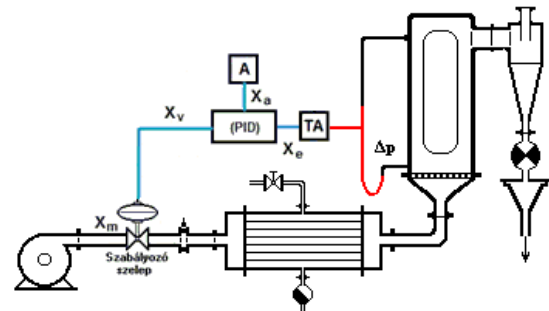 A
Xa
Xv
(PID)
TA
Xe
Δp
Xm
Szabályozó
szelep